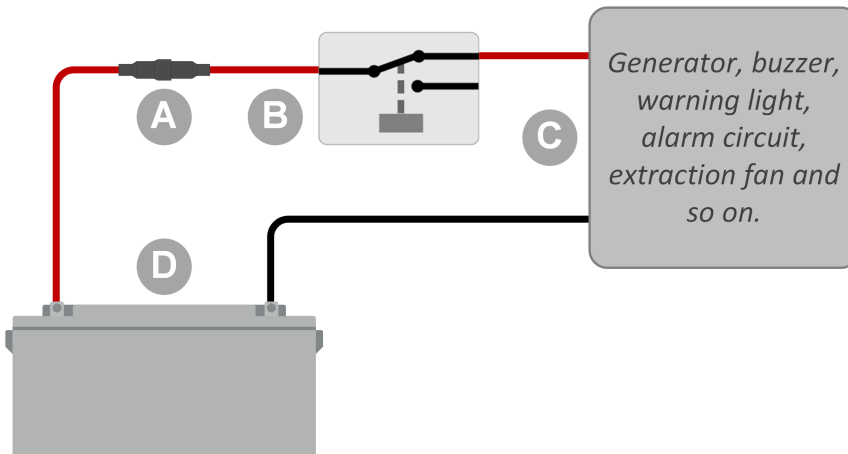 A
B
C
D
Generator, buzzer,
warning light,
alarm circuit,
extraction fan and
so on.